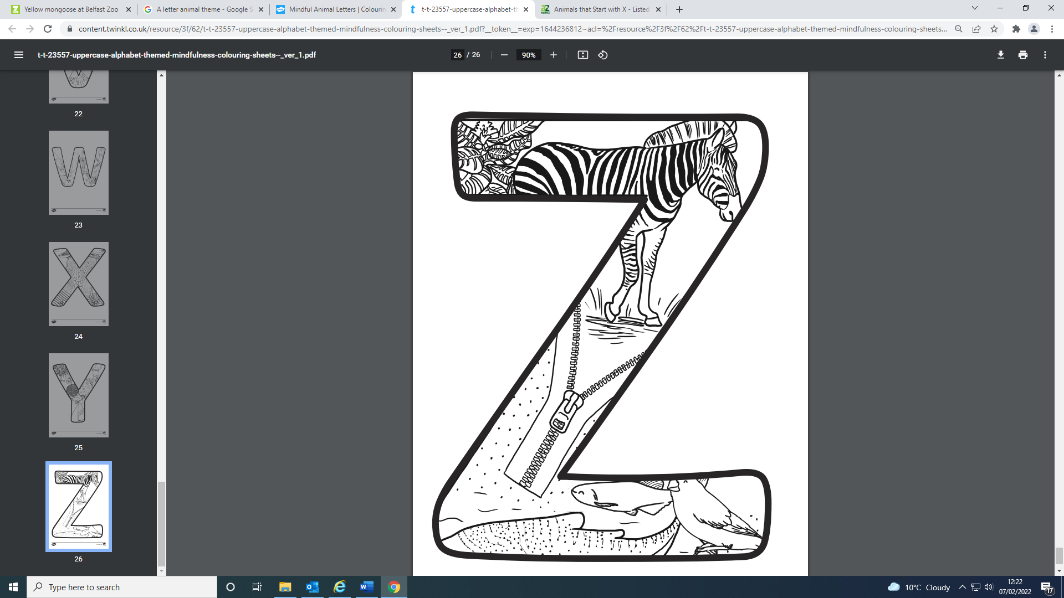 Yellow mongoose at Belfast Zoo
A letter animal theme - Google S
Mindful Animal Letters | Colourin
t-t-23557-uppercase-alphabet-t
Animals that Start with X - Listed
content.twinkl.co.uk/resource/3f/62/t-t-23557-uppercase-alphabet-themed-mindfulness-colouring-sheets--_ver_1.pdf?__token__=exp=1644236812~acl=%2Fresource%2F3f%2F62%2Ft-t-23557-uppercase-alphabet-themed-mindfulness-colouring-sheets--_ver_1....
t-t-23557-uppercase-alphabet-themed-mindfulness-colouring-sheets--_ver_1.pdf
26 / 26
90%
22
W
23
X
24
Y
25
Z
26
Z
Type here to search
10°C Cloudy
12:22
07/02/2022
17